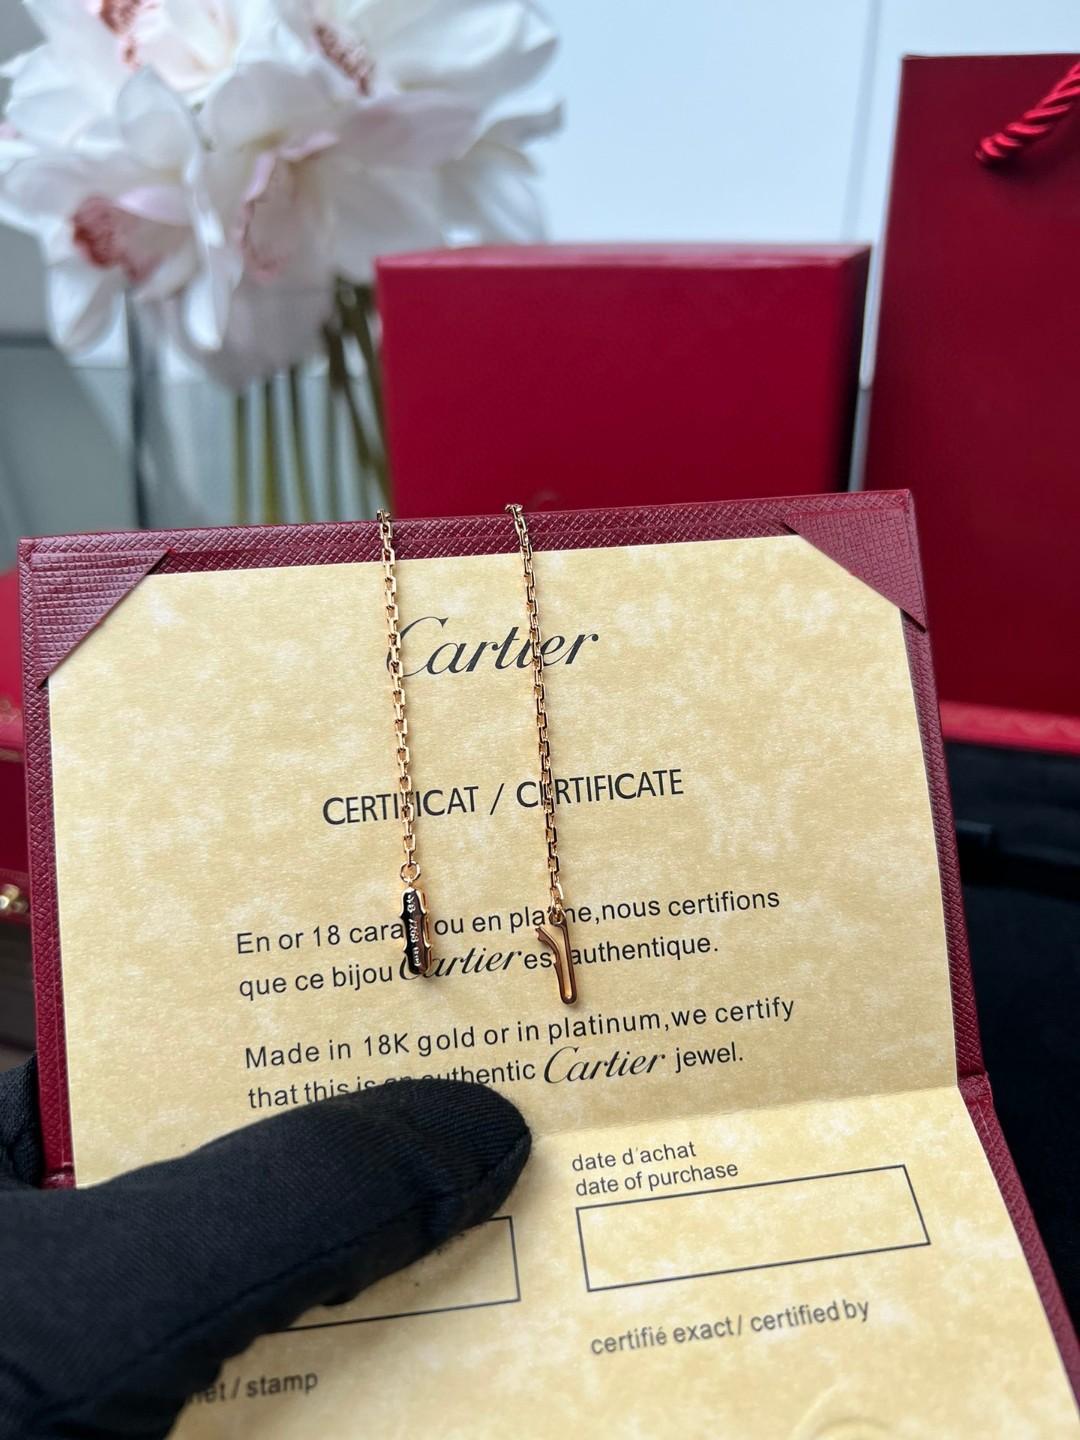 Cartier
CERTIFICAT / CERTIFICATE
En or 18 carat ou en platine,nous certifions
que ce bijou Cartier est authentique.
Made in 18K gold or in platinum,we certify
that this is an authentic Cartier jewel.
date d'achat
date of purchase
certifié exact / certified by
/ stamp